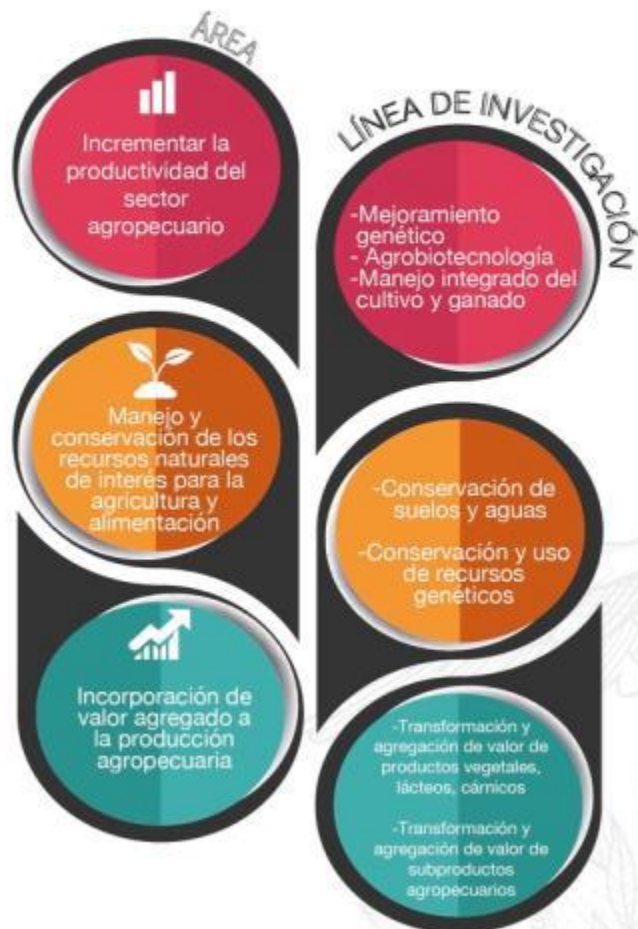 ÁREA
Incrementar la
productividad del
sector
agropecuario
Manejo y
conservación de los
recursos naturales
de interés para la
agricultura y
alimentación
Incorporación de
valor agregado a
la producción
agropecuaria
LÍNEA DE INVESTIGACIÓN
-Mejoramiento
genético
- Agrobiotecnología
-Manejo integrado del
cultivo y ganado
-Conservación de
suelos y aguas
-Conservación y uso
de recursos
genéticos
-Transformación y
agregación de valor de
productos vegetales,
lácteos, cárnicos
-Transformación y
agregación de valor de
subproductos
agropecuarios